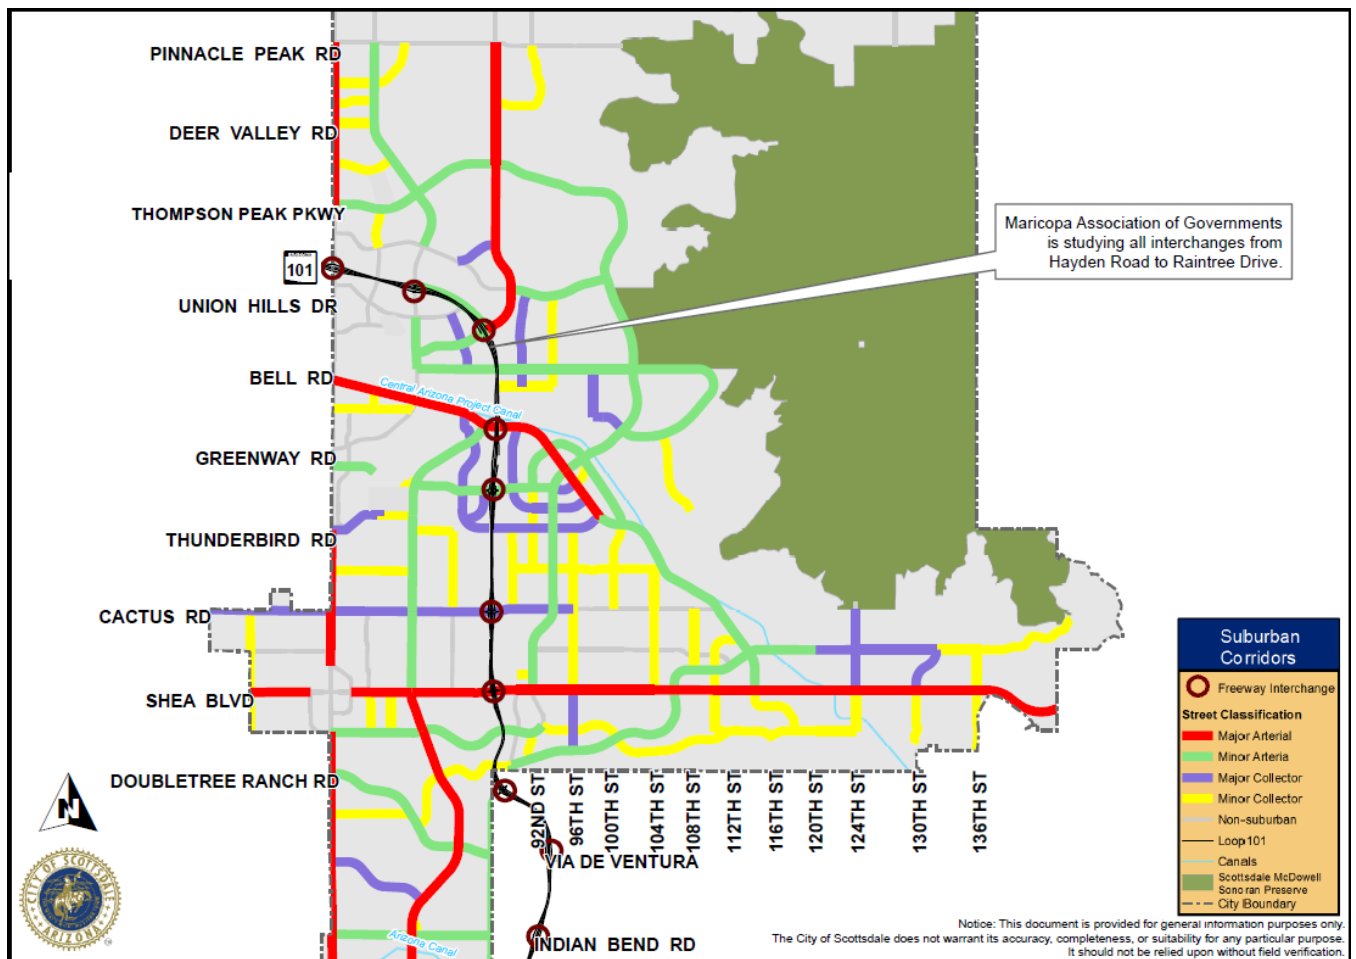 PINNACLE PEAK RD
DEER VALLEY RD
THOMPSON PEAK PKWY
101
UNION HILLS DR
BELL RD
GREENWAY RD
THUNDERBIRD RD
CACTUS RD
SHEA BLVD
DOUBLETREE RANCH RD
Maricopa Association of Governments
is studying all interchanges from
Hayden Road to Raintree Drive.
Central Arizona Project Canal
92ND ST
96TH ST
100TH ST
104TH ST
108TH ST
112TH ST
116TH ST
120TH ST
124TH ST
130TH ST
136TH ST
VIA DE VENTURA
INDIAN BEND RD
Arizona Canal
N
CITY OF SCOTTSDALE
ARIZONA
Suburban
Corridors
Freeway Interchange
Street Classification
Major Arterial
Minor Arteria
Major Collector
Minor Collector
Non-suburban
Loop101
Canals
Scottsdale McDowell
Sonoran Preserve
City Boundary
Notice: This document is provided for general information purposes only.
The City of Scottsdale does not warrant its accuracy, completeness, or suitability for any particular purpose.
It should not be relied upon without field verification.